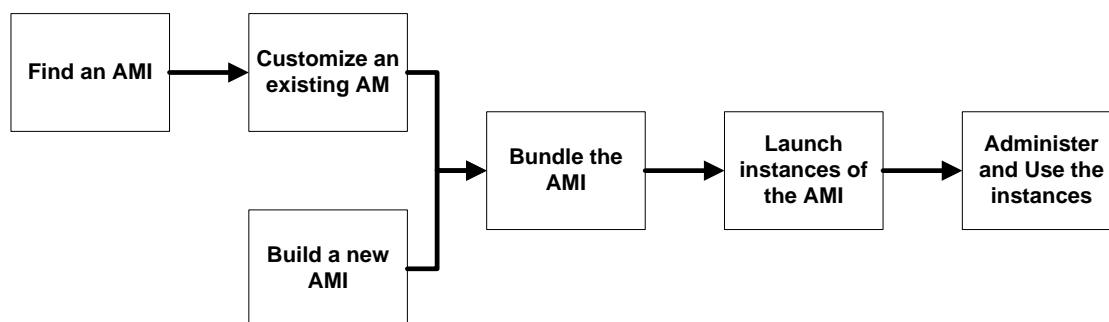 Find an AMI
Customize an
existing AM
Bundle the
AMI
Launch
instances of
the AMI
Administer
and Use the
instances
Build a new
AMI